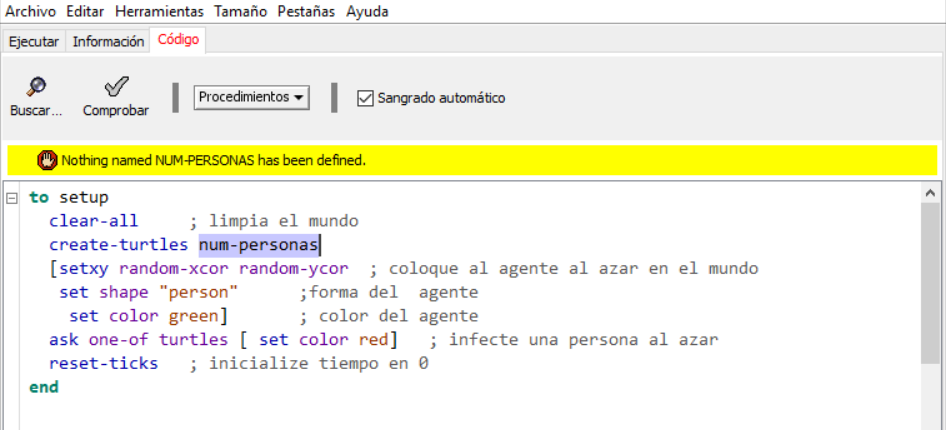 Archivo Editar Herramientas Tamaño Pestañas Ayuda
Ejecutar Información Código
Buscar... Comprobar Procedimientos Sangrado automático
Nothing named NUM-PERSONAS has been defined.
to setup
clear-all ; limpia el mundo
create-turtles num-personas
[setxy random-xcor random-ycor ; coloque al agente al azar en el mundo
set shape "person" ;forma del agente
set color green] ; color del agente
ask one-of turtles [ set color red] ; infecte una persona al azar
reset-ticks ; inicialize tiempo en 0
end